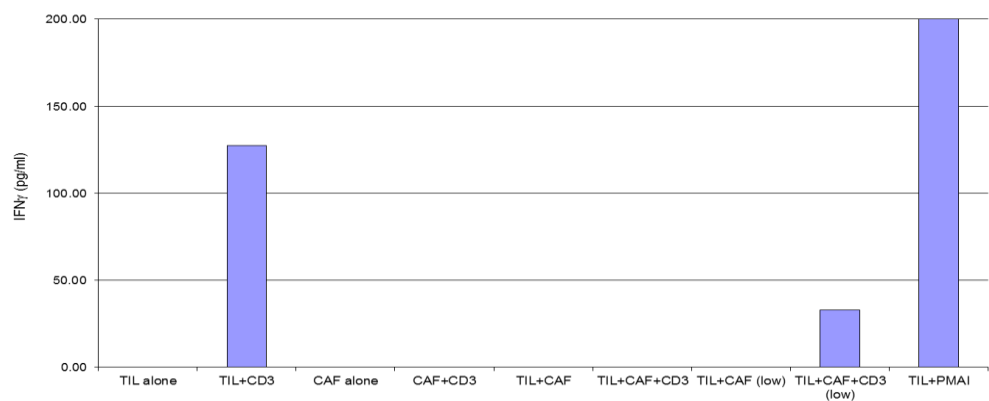 200.00
150.00
100.00
50.00
0.00
IFNγ (pg/ml)
TIL alone
TIL+CD3
CAF alone
CAF+CD3
TIL+CAF
TIL+CAF+CD3
TIL+CAF (low)
TIL+CAF+CD3
(low)
TIL+PMAI